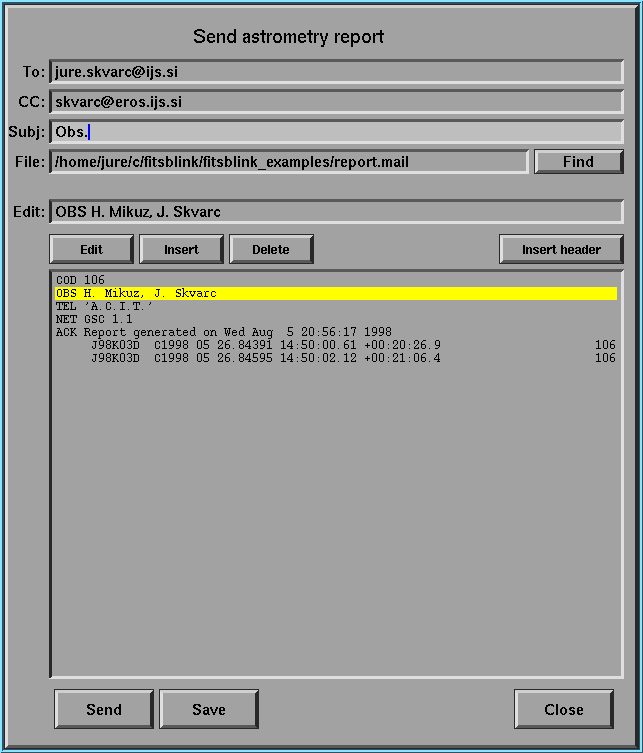 Send astrometry report
To: jure.skvarc@ijs.si
CC: skvarc@eros.ijs.si
Subj: Obs.
File: /home/jure/c/fitsblink/fitsblink_examples/report.mail Find
Edit: OBS H. Mikuz, J. Skvarc
Edit Insert Delete Insert header
COD 106
OBS H. Mikuz, J. Skvarc
TEL 'A.C.I.T.'
NET GSC 1.1
ACK Report generated on Wed Aug  5 20:56:17 1998
     J98K03D  C1998 05 26.84391 14:50:00.61 +00:20:26.9                      106
     J98K03D  C1998 05 26.84595 14:50:02.12 +00:21:06.4                      106
Send Save Close